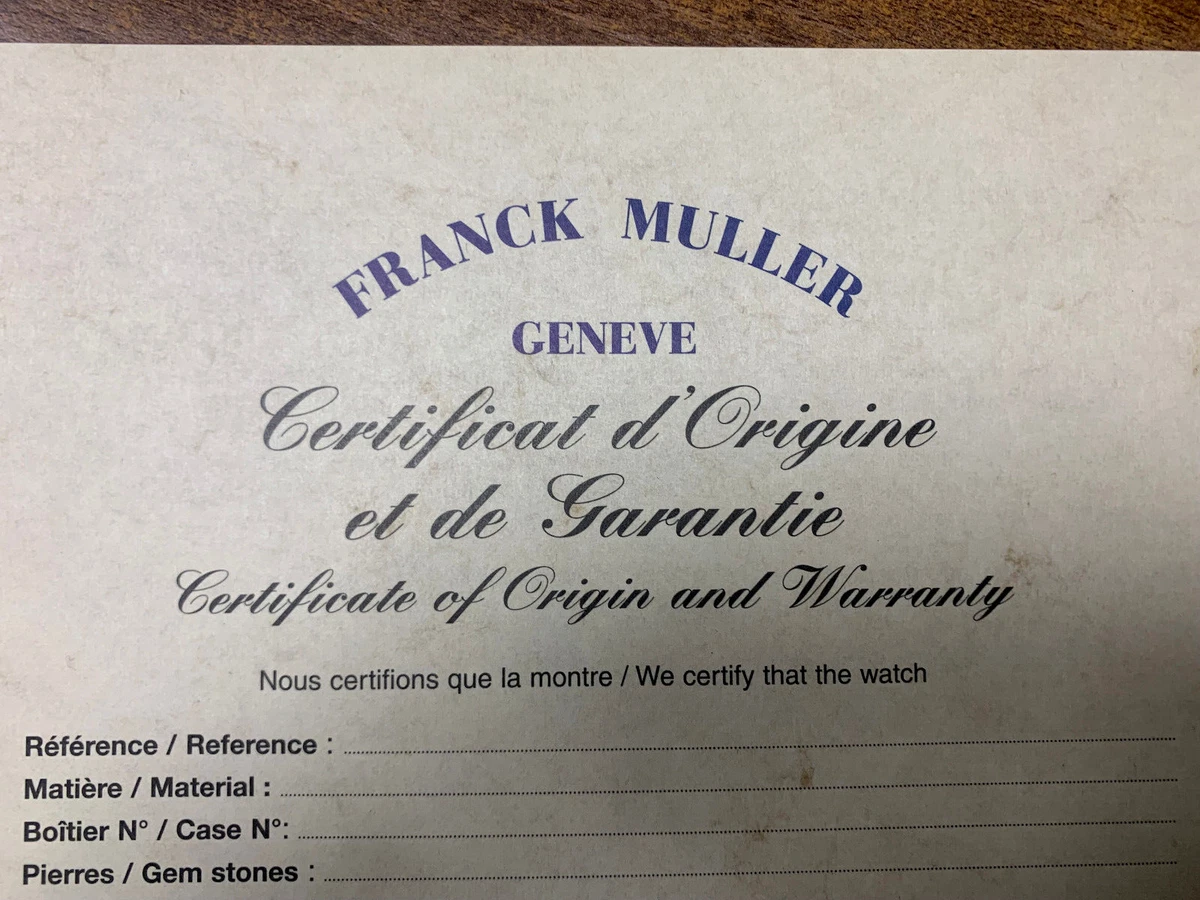 FRANCK MULLER
GENEVE
Certificat d'Origine
et de Garantie
Certificate of Origin and Warranty
Nous certifions que la montre / We certify that the watch
Référence / Reference :
Matière / Material :
Boîtier N° / Case N°:
Pierres / Gem stones :